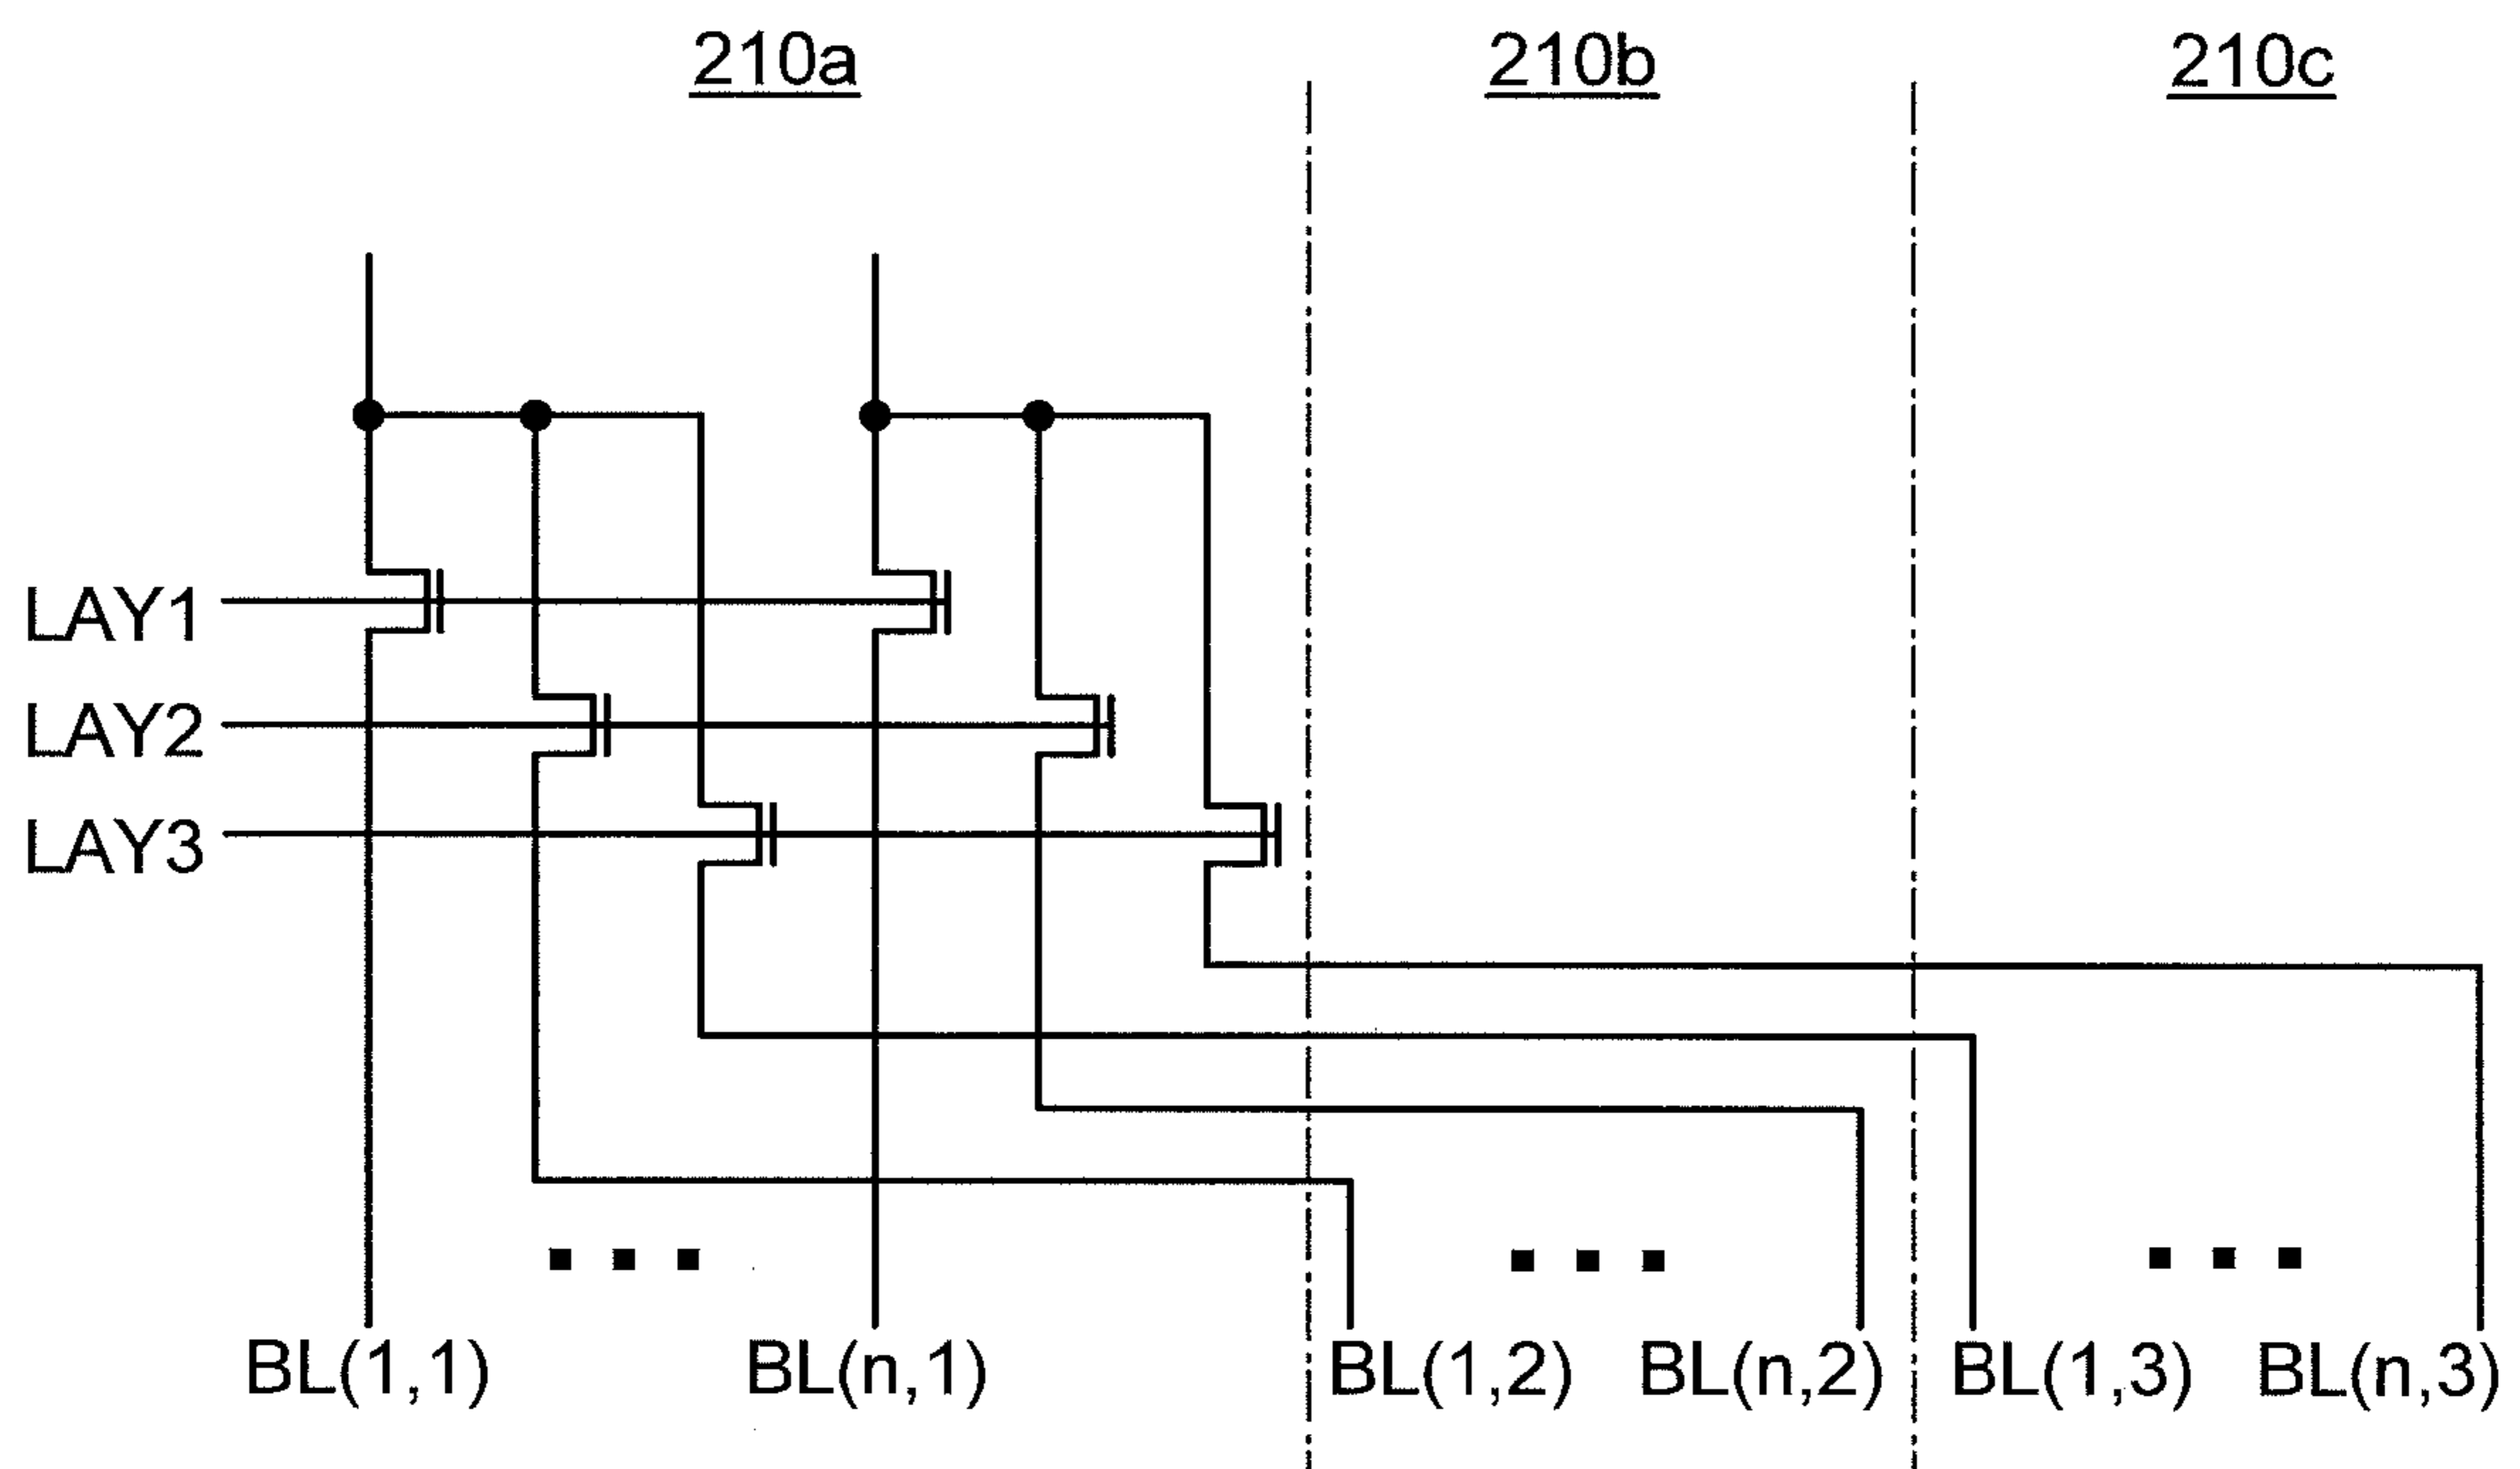 210a 210b 210c
LAY1
LAY2
LAY3
BL(1,1) BL(n,1) BL(1,2) BL(n,2) BL(1,3) BL(n,3)